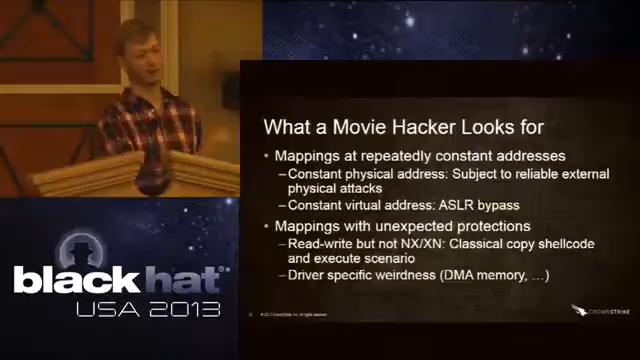 What a Movie Hacker Looks for
• Mappings at repeatedly constant addresses
–Constant physical address: Subject to reliable external
physical attacks
–Constant virtual address: ASLR bypass
• Mappings with unexpected protections
–Read-write but not NX/XN: Classical copy shellcode
and execute scenario
–Driver specific weirdness (DMA memory, …)
black hat®
USA 2013
CROWDSTRIKE